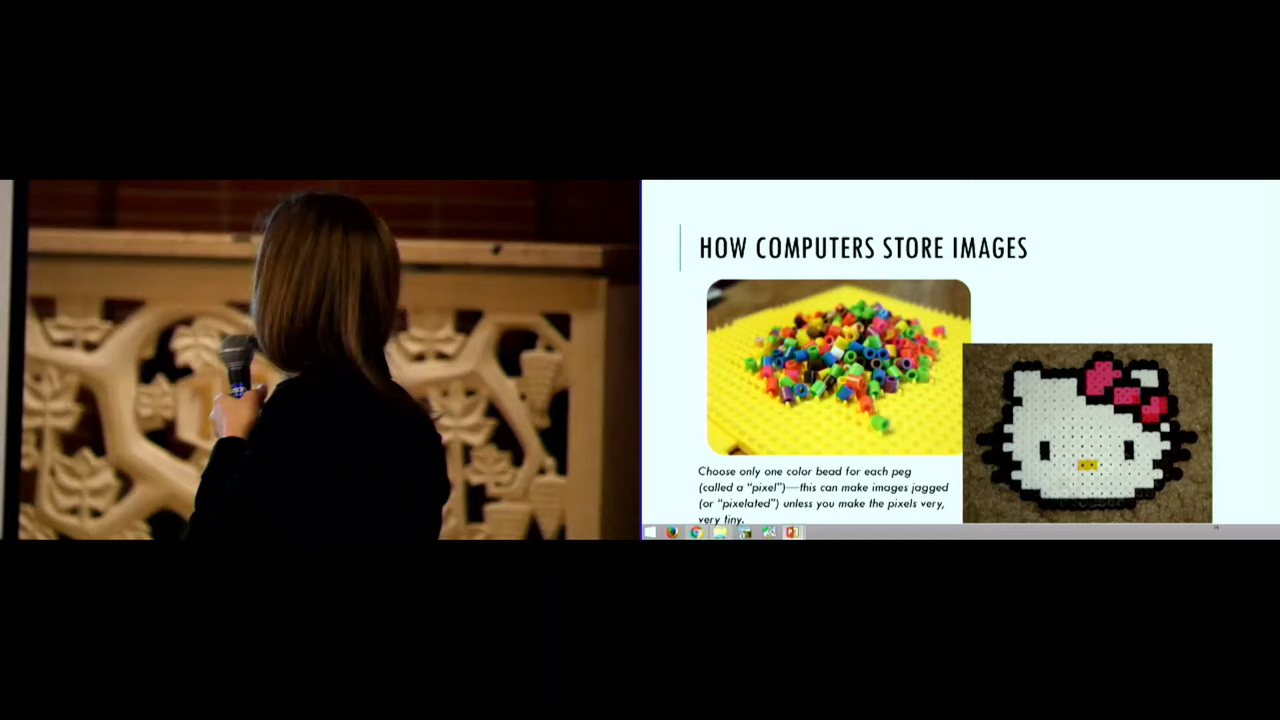 HOW COMPUTERS STORE IMAGES
Choose only one color bead for each peg
(called a “pixel”)—this can make images jagged
(or “pixelated”) unless you make the pixels very,
very tiny.